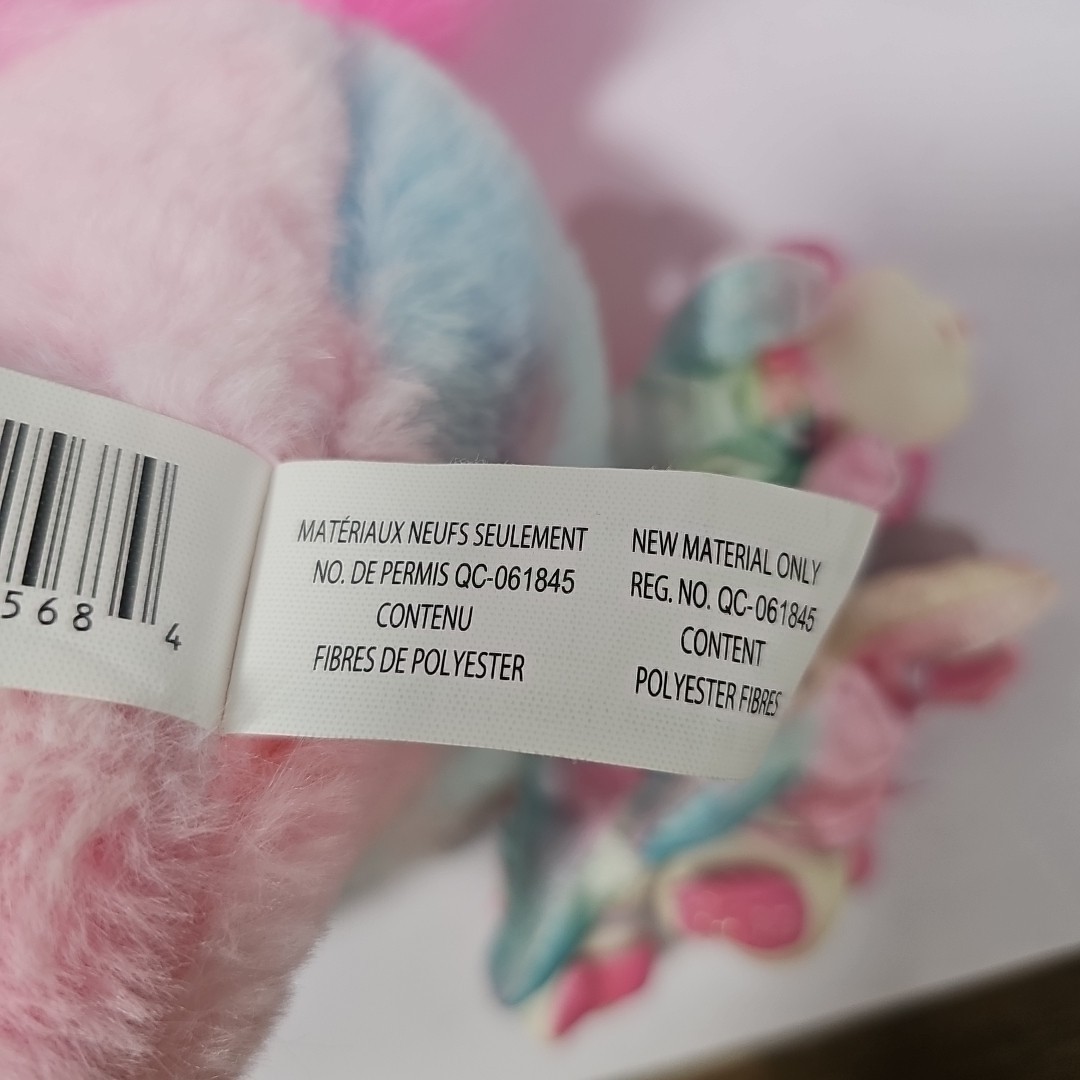 568 4
MATÉRIAUX NEUFS SEULEMENT
NO. DE PERMIS QC-061845
CONTENU
FIBRES DE POLYESTER
NEW MATERIAL ONLY
REG. NO. QC-061845
CONTENT
POLYESTER FIBRES